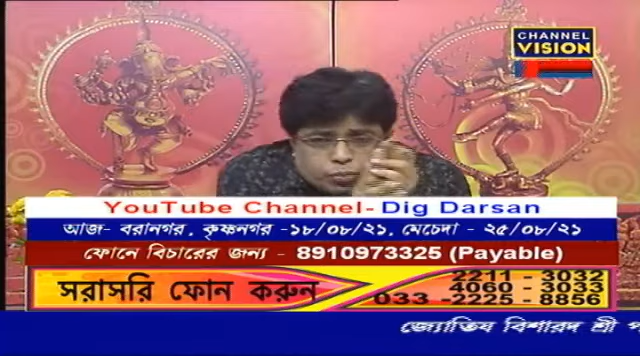 CHANNEL
VISION
YouTube Channel- Dig Darsan
আজ- বরানগর, কৃষ্ণনগর -১৮/০৮/২১, মেচেদা - ২৫/০৮/২১
ফোনে বিচারের জন্য - 8910973325 (Payable)
সরাসরি ফোন করুন
2211 - 3032
4060 - 3033
033 -2225 - 8856
জ্যোতিষ বিশারদ শ্রী